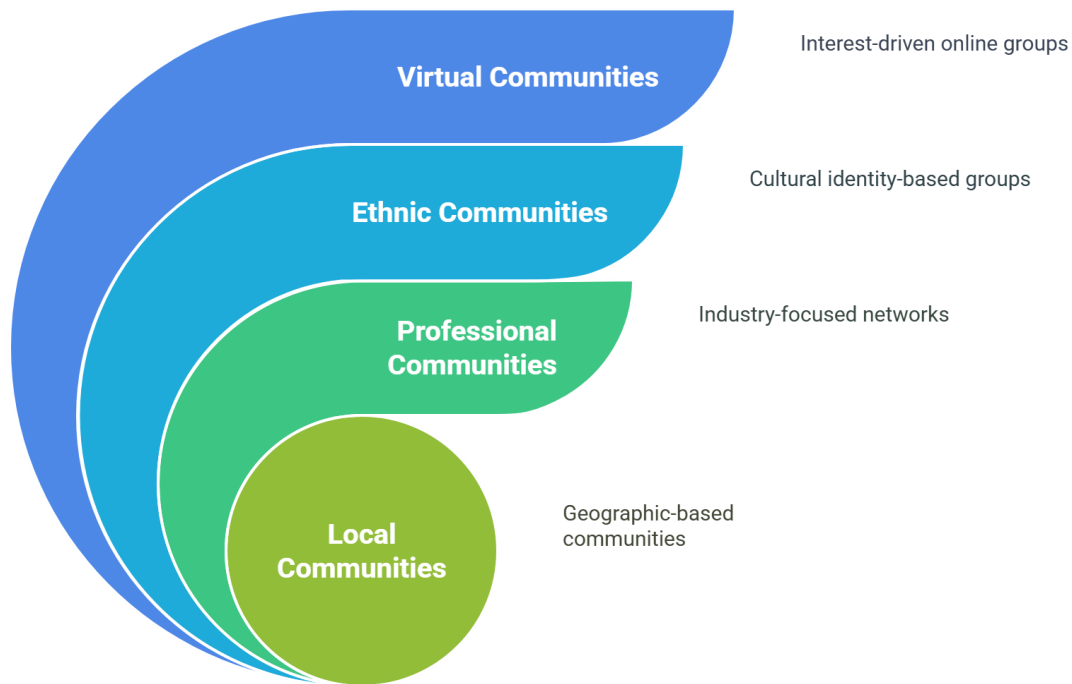 Virtual Communities
Interest-driven online groups
Ethnic Communities
Cultural identity-based groups
Professional
Communities
Industry-focused networks
Local
Communities
Geographic-based
communities